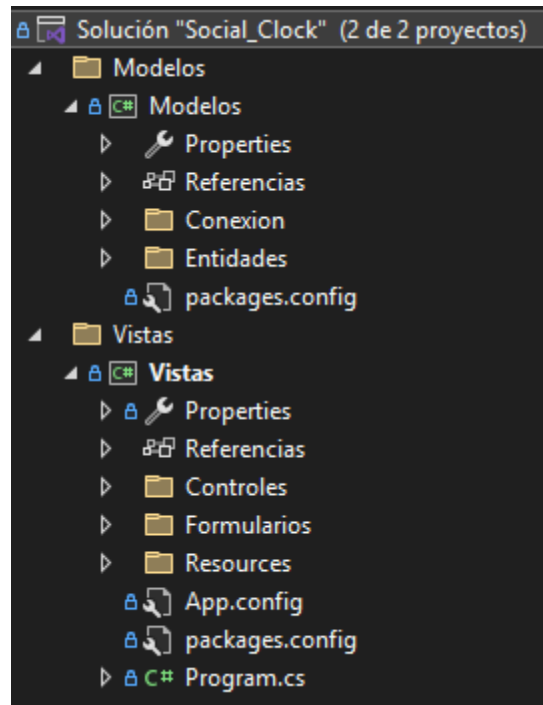 Solución "Social_Clock" (2 de 2 proyectos)
Modelos
C# Modelos
Properties
Referencias
Conexion
Entidades
packages.config
Vistas
C# Vistas
Properties
Referencias
Controles
Formularios
Resources
App.config
packages.config
C# Program.cs